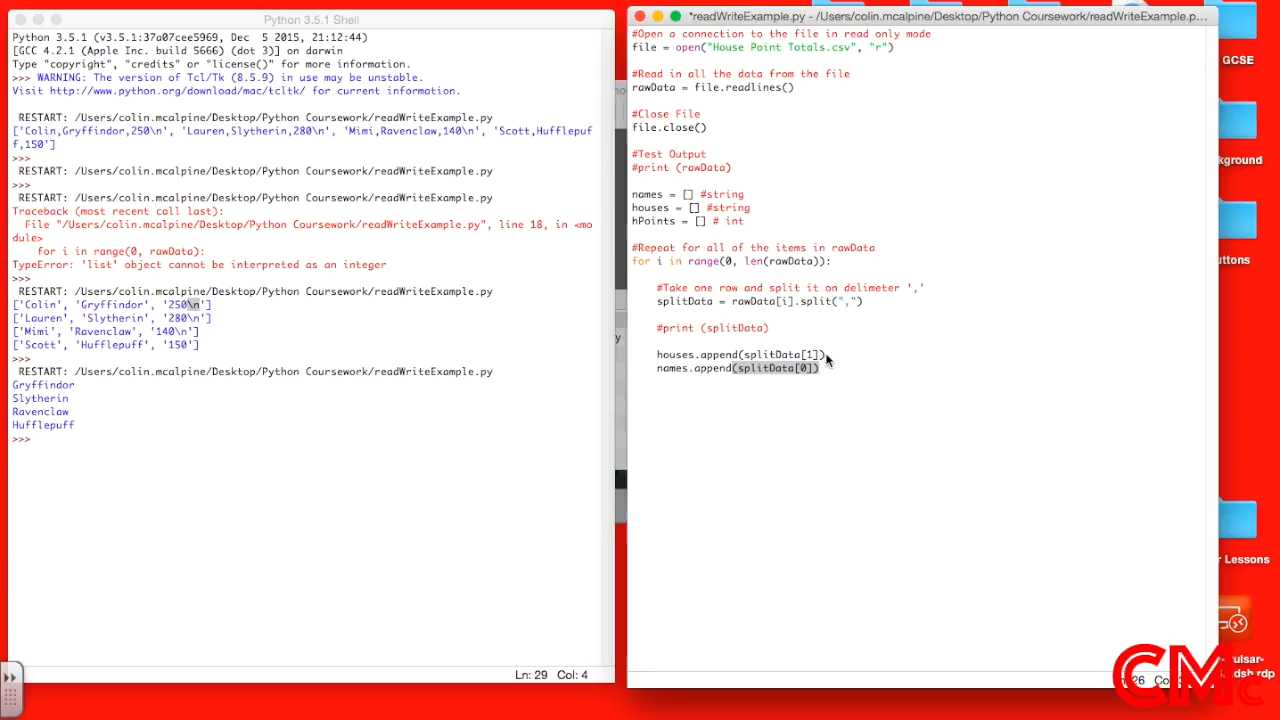 Python 3.5.1 Shell
Python 3.5.1 (v3.5.1:37a07cee5969, Dec  5 2015, 21:12:44)
[GCC 4.2.1 (Apple Inc. build 5666) (dot 3)] on darwin
Type "copyright", "credits" or "license()" for more information.
>>> WARNING: The version of Tcl/Tk (8.5.9) in use may be unstable.
Visit http://www.python.org/download/mac/tcltk/ for current information.
RESTART: /Users/colin.mcalpine/Desktop/Python Coursework/readWriteExample.py
['Colin,Gryffindor,250\n', 'Lauren,Slytherin,280\n', 'Mimi,Ravenclaw,140\n', 'Scott,Hufflepuf
f,150']
>>>
RESTART: /Users/colin.mcalpine/Desktop/Python Coursework/readWriteExample.py
>>>
RESTART: /Users/colin.mcalpine/Desktop/Python Coursework/readWriteExample.py
Traceback (most recent call last):
File "/Users/colin.mcalpine/Desktop/Python Coursework/readWriteExample.py", line 18, in <mo
dule>
for i in range(0, rawData):
TypeError: 'list' object cannot be interpreted as an integer
>>>
RESTART: /Users/colin.mcalpine/Desktop/Python Coursework/readWriteExample.py
['Colin', 'Gryffindor', '250\n']
['Lauren', 'Slytherin', '280\n']
['Mimi', 'Ravenclaw', '140\n']
['Scott', 'Hufflepuff', '150']
>>>
RESTART: /Users/colin.mcalpine/Desktop/Python Coursework/readWriteExample.py
Gryffindor
Slytherin
Ravenclaw
Hufflepuff
>>>
Ln: 29 Col: 4
*readWriteExample.py - /Users/colin.mcalpine/Desktop/Python Coursework/readWriteExample.p...
#Open a connection to the file in read only mode
file = open("House Point Totals.csv", "r")
#Read in all the data from the file
rawData = file.readlines()
#Close File
file.close()
#Test Output
#print (rawData)
names = [] #string
houses = [] #string
hPoints = [] # int
#Repeat for all of the items in rawData
for i in range(0, len(rawData)):
#Take one row and split it on delimeter ','
splitData = rawData[i].split(",")
#print (splitData)
houses.append(splitData[1])
names.append(splitData[0])
26 Co
GCSE
kground
ttons
r Lessons
ulsar-
dsb.rdp
CMc